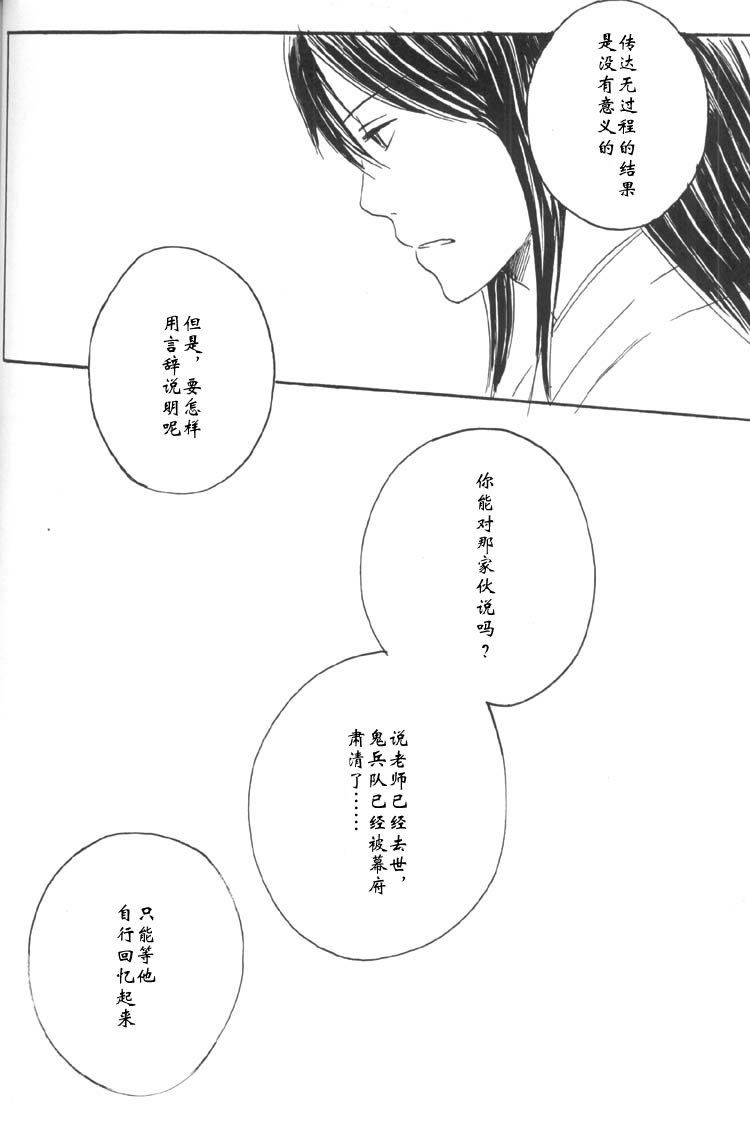 传达无过程的结果
是没有意义的
但是，要怎样
用言辞说明呢
你能对那家伙说吗？
说老师已经去世，
鬼兵队已经被幕府
肃清了……
只能等他
自行回忆起来